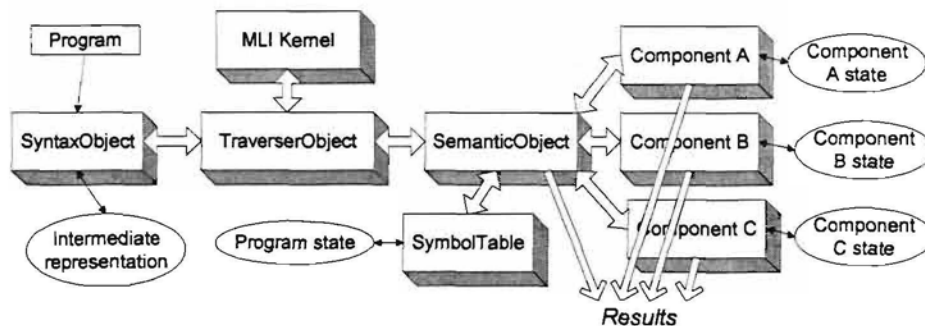 Program
MLI Kernel
Component A
Component
A state
SyntaxObject
TraverserObject
SemanticObject
Component B
Component
B state
Intermediate
representation
Program state
SymbolTable
Component C
Component
C state
Results